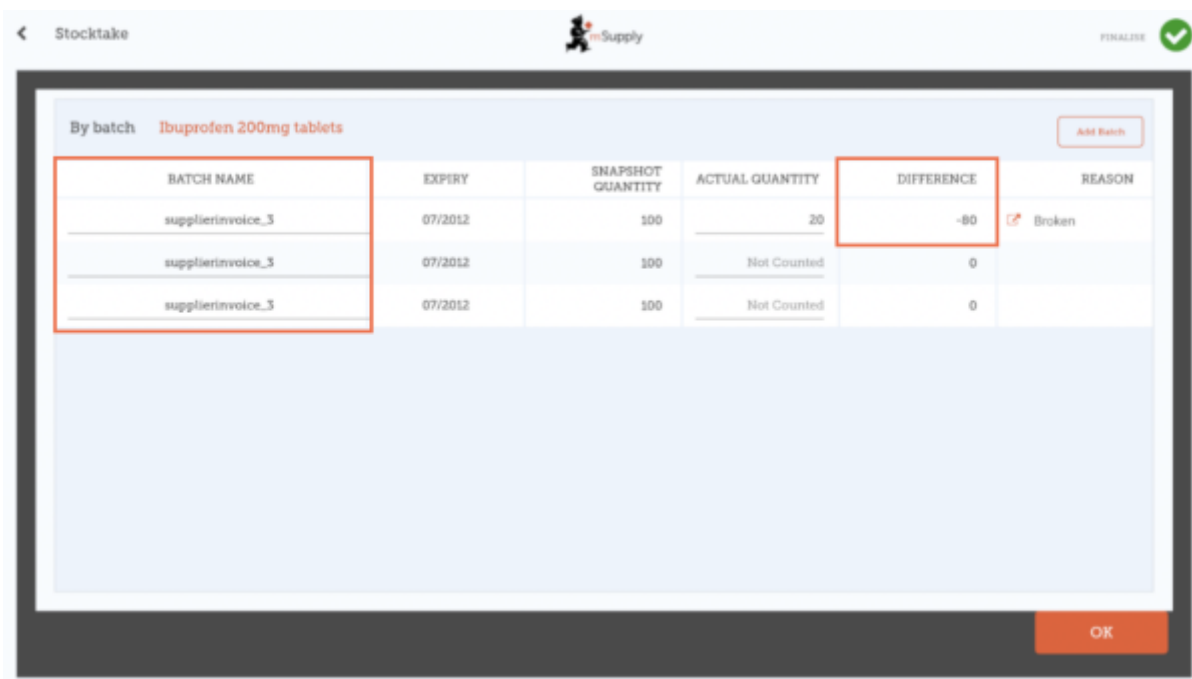 Stocktake
mSupply
FINALISE
By batch Ibuprofen 200mg tablets
Add Batch
BATCH NAME EXPIRY SNAPSHOT QUANTITY ACTUAL QUANTITY DIFFERENCE REASON
supplierinvoice_3 07/2012 100 20 -80 Broken
supplierinvoice_3 07/2012 100 Not Counted 0
supplierinvoice_3 07/2012 100 Not Counted 0
OK